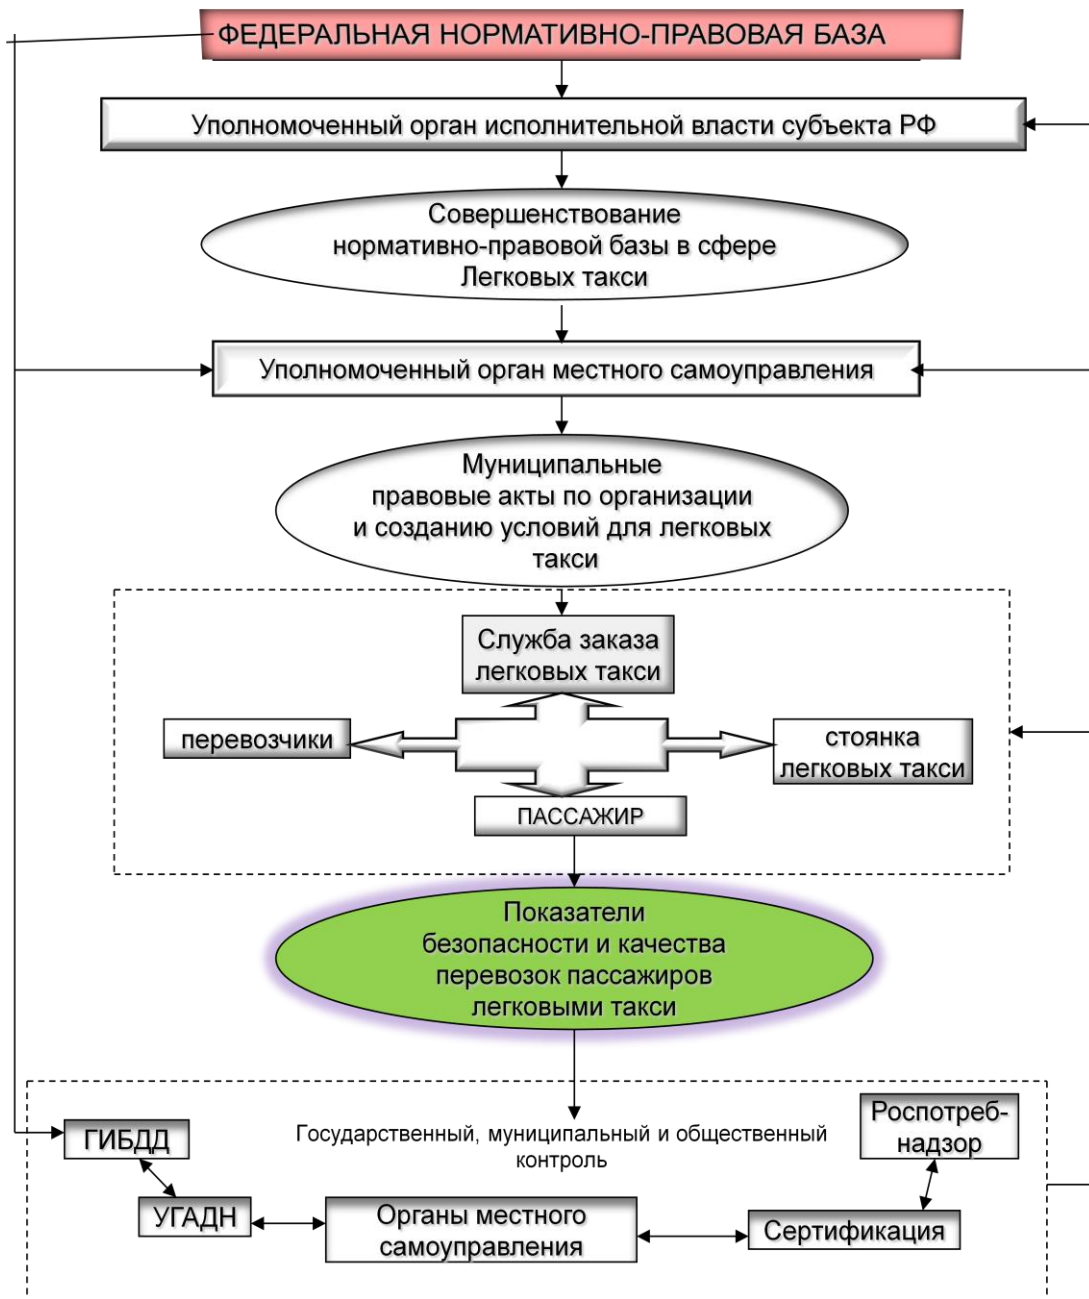 ФЕДЕРАЛЬНАЯ НОРМАТИВНО-ПРАВОВАЯ БАЗА
Уполномоченный орган исполнительной власти субъекта РФ
Совершенствование
нормативно-правовой базы в сфере
Легковых такси
Уполномоченный орган местного самоуправления
Муниципальные
правовые акты по организации
и созданию условий для легковых
такси
Служба заказа
легковых такси
перевозчики
стоянка
легковых такси
ПАССАЖИР
Показатели
безопасности и качества
перевозок пассажиров
легковыми такси
Государственный, муниципальный и общественный
контроль
ГИБДД
УГАДН
Органы местного
самоуправления
Сертификация
Роспотреб-
надзор